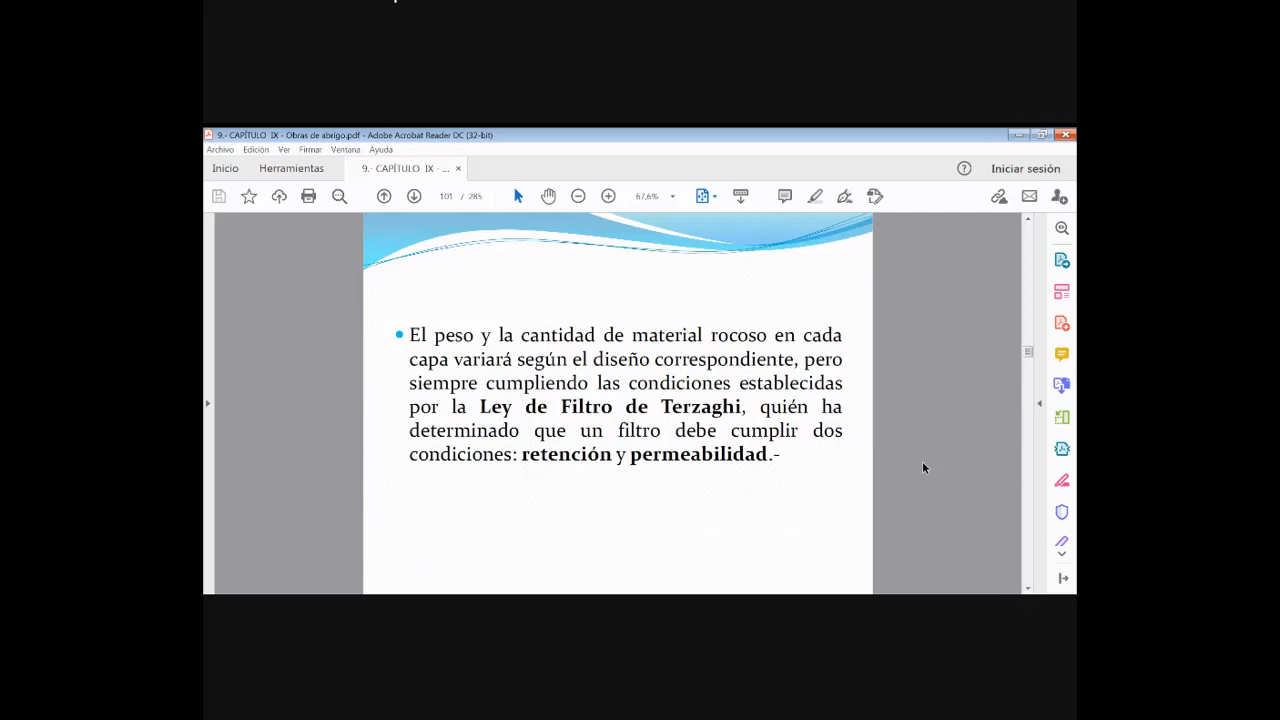 9.- CAPÍTULO IX - Obras de abrigo.pdf - Adobe Acrobat Reader DC (32-bit)
Archivo Edición Ver Firmar Ventana Ayuda
Inicio Herramientas 9.- CAPÍTULO IX - ... × Iniciar sesión
101 / 285 67,6%
• El peso y la cantidad de material rocoso en cada
capa variará según el diseño correspondiente, pero
siempre cumpliendo las condiciones establecidas
por la Ley de Filtro de Terzaghi, quién ha
determinado que un filtro debe cumplir dos
condiciones: retención y permeabilidad.-